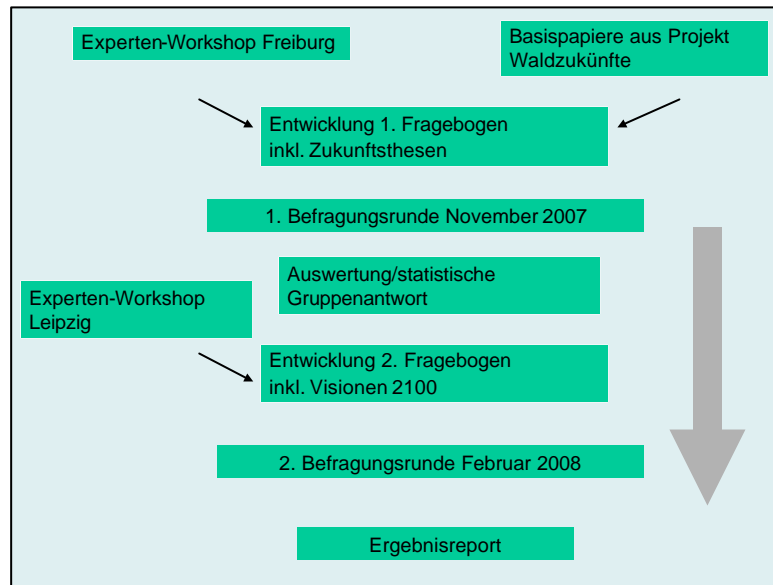 Experten-Workshop Freiburg
Basispapiere aus Projekt
Waldzukünfte
Entwicklung 1. Fragebogen
inkl. Zukunftsthesen
1. Befragungsrunde November 2007
Auswertung/statistische
Gruppenantwort
Experten-Workshop
Leipzig
Entwicklung 2. Fragebogen
inkl. Visionen 2100
2. Befragungsrunde Februar 2008
Ergebnisreport